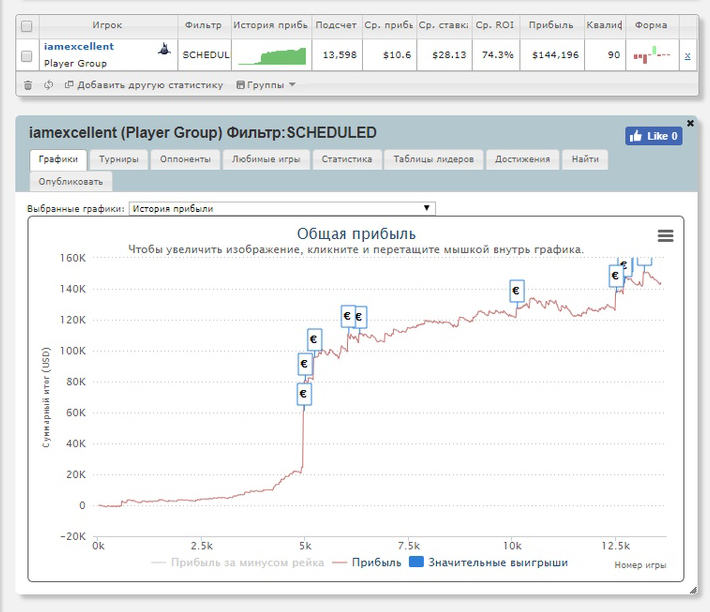 Игрок Фильтр История прибь Подсчет Ср. прибь Ср. ставка Ср. ROI Прибыль Квалиф Форма
iamexcellent
Player Group
SCHEDUL 13,598 $10.6 $28.13 74.3% $144,196 90 x
Добавить другую статистику Группы
iamexcellent (Player Group) Фильтр:SCHEDULED
Like 0
Графики Турниры Оппоненты Любимые игры Статистика Таблицы лидеров Достижения Найти
Опубликовать
Выбранные графики: История прибыли
Общая прибыль
Чтобы увеличить изображение, кликните и перетащите мышкой внутрь графика.
160K
140K
120K
100K
80K
60K
40K
20K
0
-20K
Суммарный итог (USD)
€ € € € € € € €
0k 2.5k 5k 7.5k 10k 12.5k
Номер игры
Прибыль за минусом рейка Прибыль Значительные выигрыши